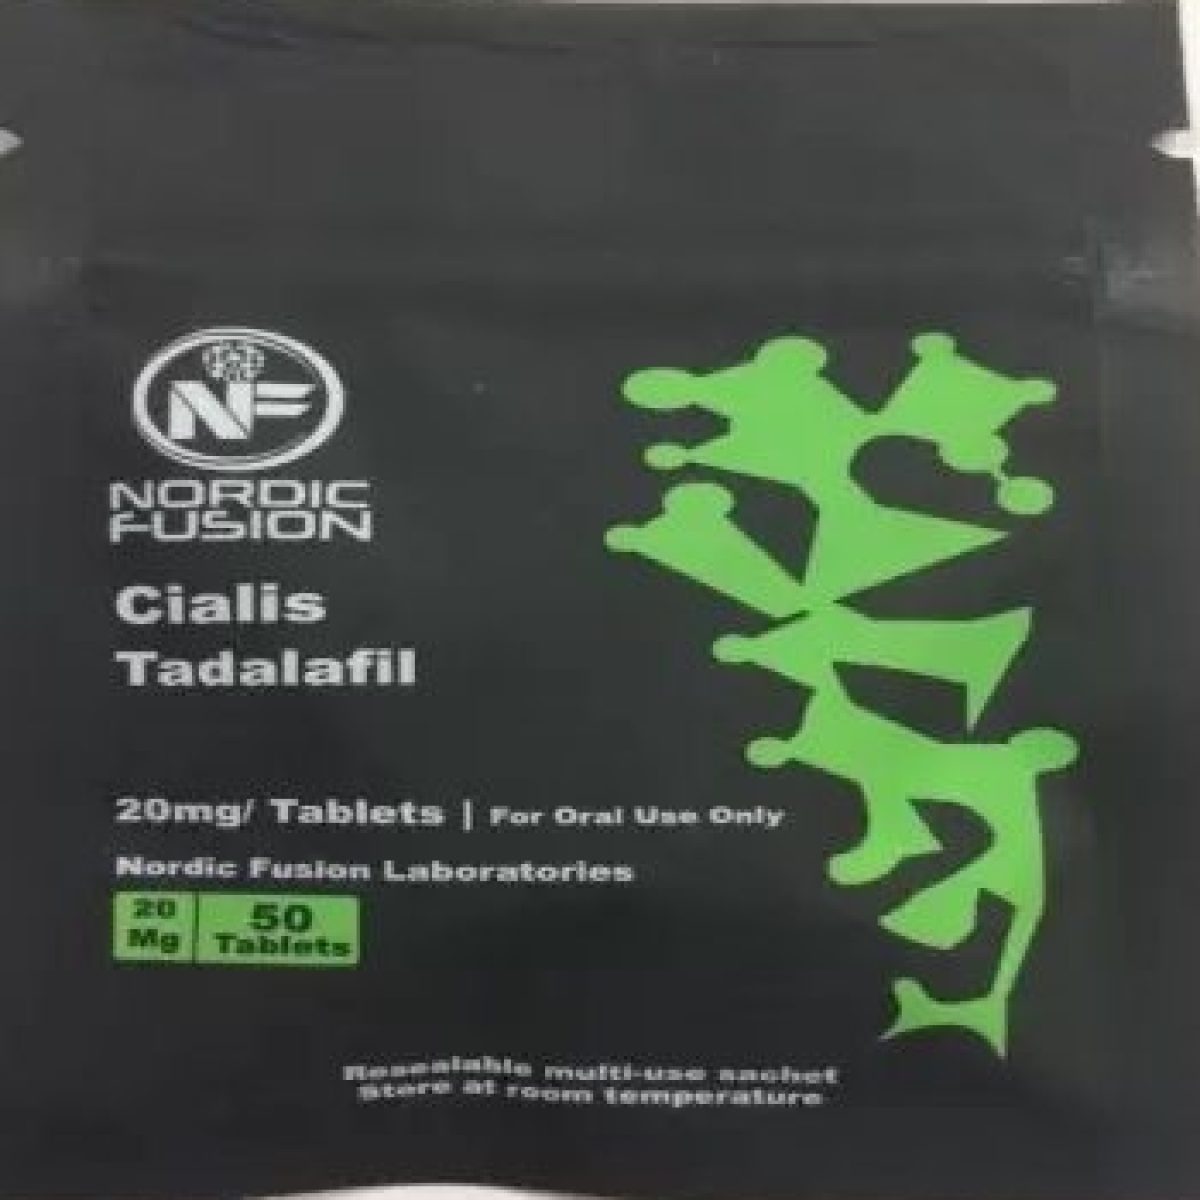 NF
NORDIC
FUSION
Cialis
Tadalafil
20mg/ Tablets | For Oral Use Only
Nordic Fusion Laboratories
20 Mg
50 Tablets
Resealable multi-use sachet
Store at room temperature